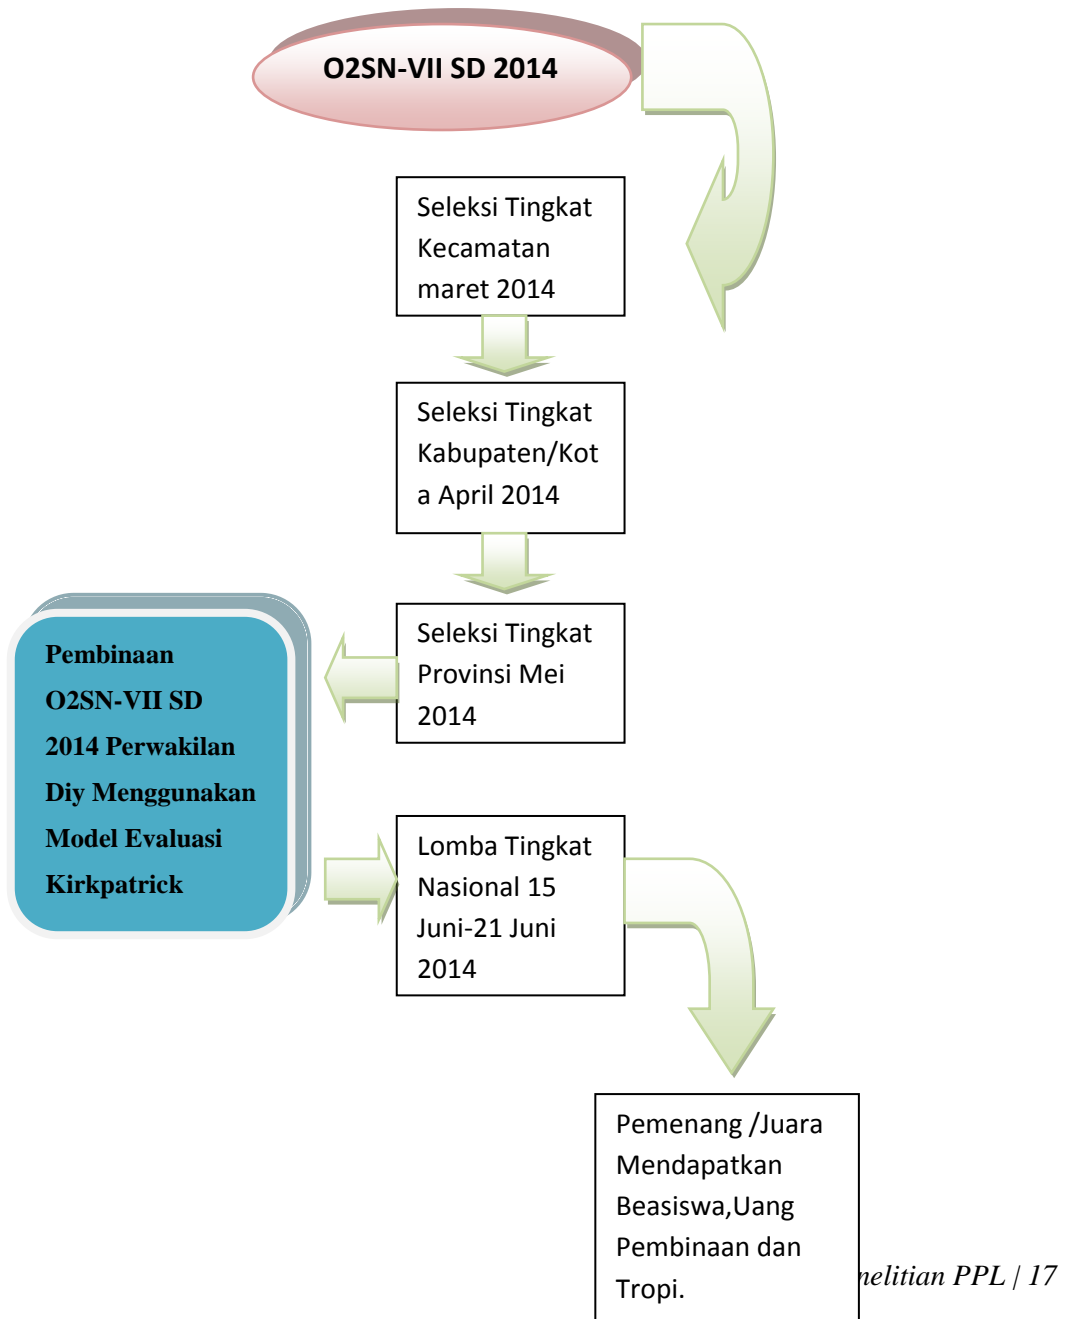 O2SN-VII SD 2014
Seleksi Tingkat
Kecamatan
maret 2014
Seleksi Tingkat
Kabupaten/Kot
a April 2014
Seleksi Tingkat
Provinsi Mei
2014
Pembinaan
O2SN-VII SD
2014 Perwakilan
Diy Menggunakan
Model Evaluasi
Kirkpatrick
Lomba Tingkat
Nasional 15
Juni-21 Juni
2014
Pemenang /Juara
Mendapatkan
Beasiswa,Uang
Pembinaan dan
Tropi.
nelitian PPL | 17